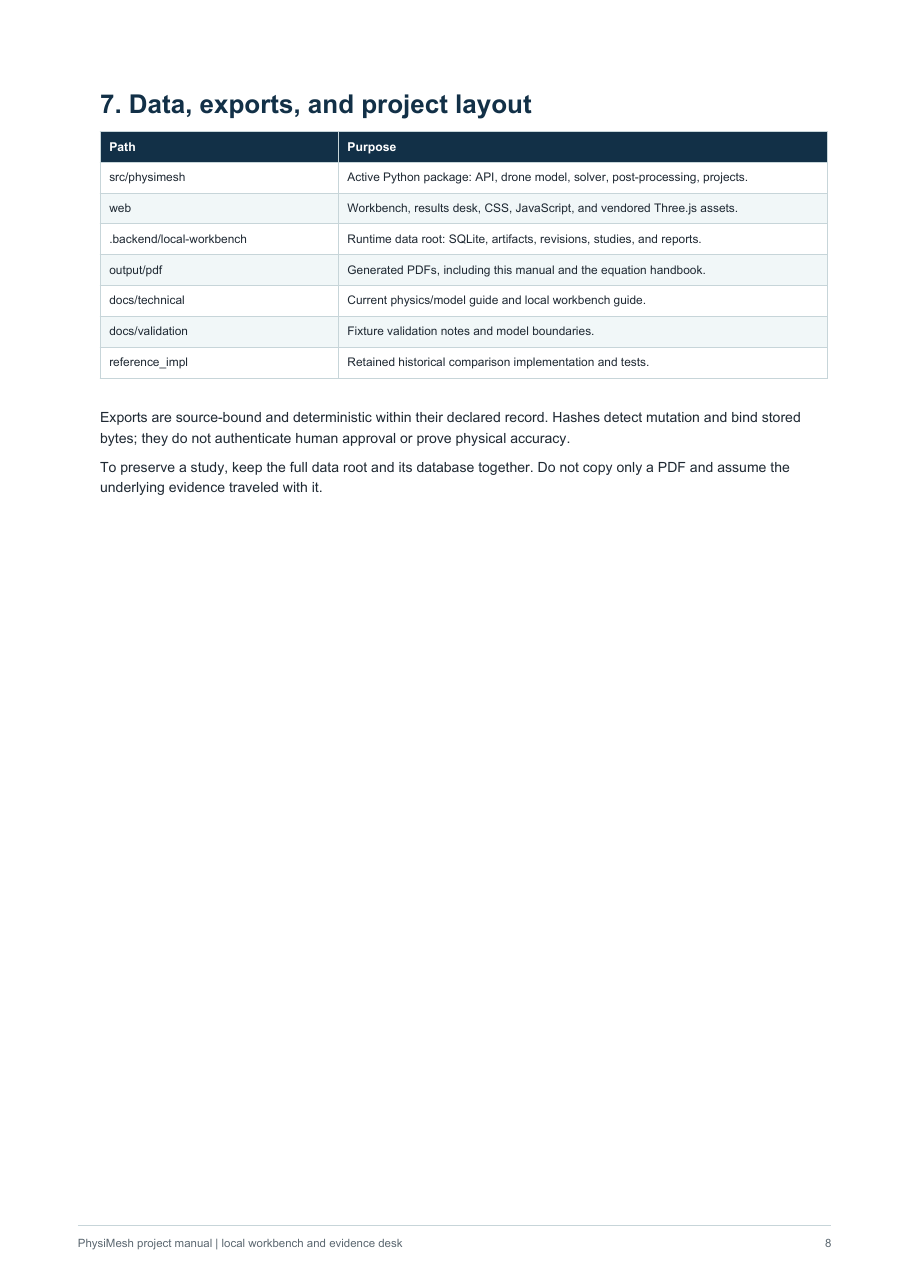 7. Data, exports, and project layout
Path Purpose
src/physimesh Active Python package: API, drone model, solver, post-processing, projects.
web Workbench, results desk, CSS, JavaScript, and vendored Three.js assets.
.backend/local-workbench Runtime data root: SQLite, artifacts, revisions, studies, and reports.
output/pdf Generated PDFs, including this manual and the equation handbook.
docs/technical Current physics/model guide and local workbench guide.
docs/validation Fixture validation notes and model boundaries.
reference_impl Retained historical comparison implementation and tests.
Exports are source-bound and deterministic within their declared record. Hashes detect mutation and bind stored
bytes; they do not authenticate human approval or prove physical accuracy.
To preserve a study, keep the full data root and its database together. Do not copy only a PDF and assume the
underlying evidence traveled with it.
PhysiMesh project manual | local workbench and evidence desk 8